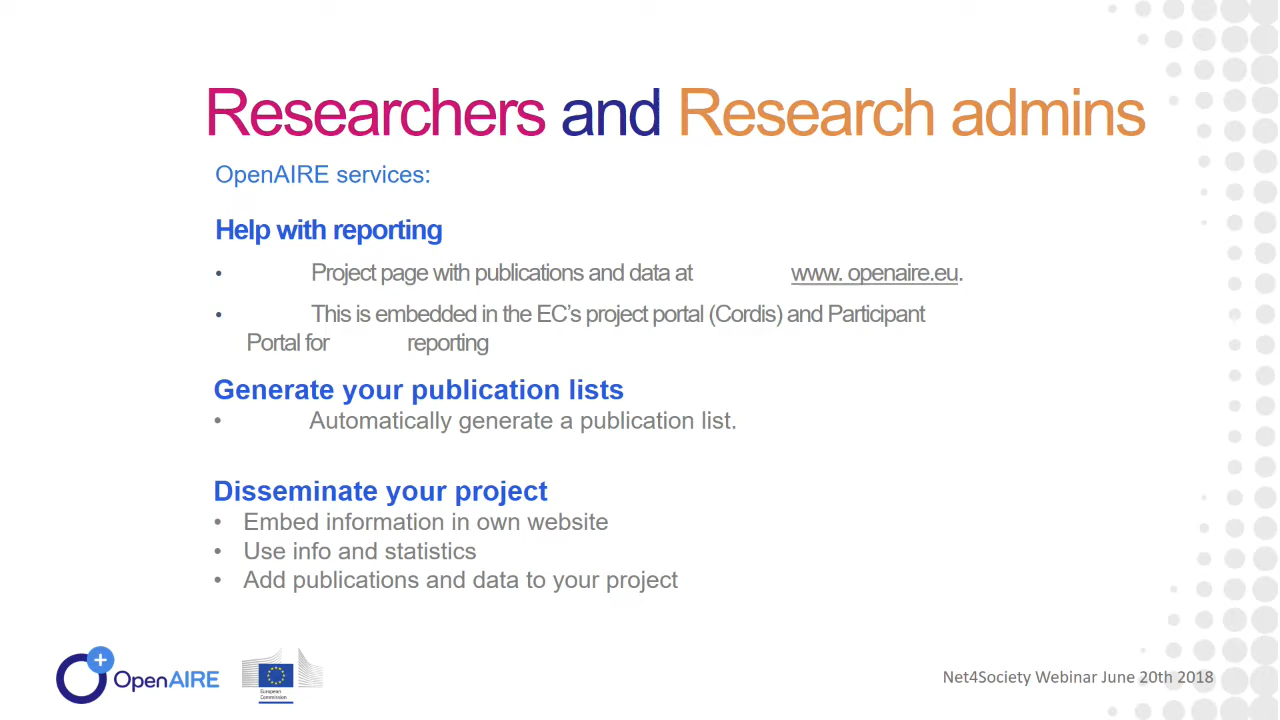 Researchers and Research admins
OpenAIRE services:
Help with reporting
• Project page with publications and data at www. openaire.eu.
• This is embedded in the EC’s project portal (Cordis) and Participant
Portal for reporting
Generate your publication lists
• Automatically generate a publication list.
Disseminate your project
• Embed information in own website
• Use info and statistics
• Add publications and data to your project
OpenAIRE
European
Commission
Net4Society Webinar June 20th 2018